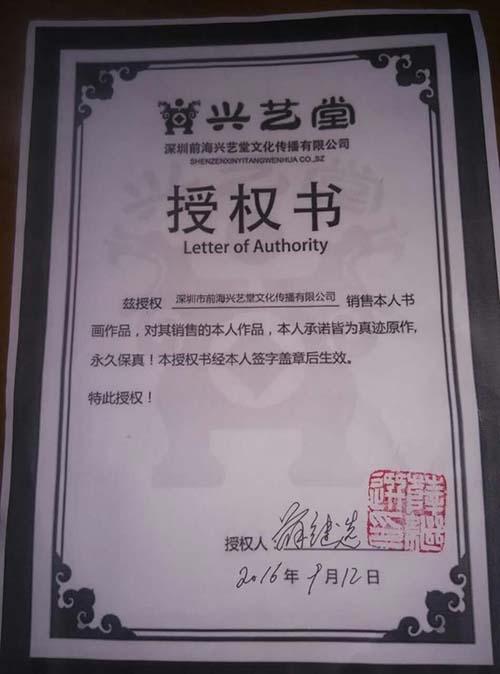 兴艺堂
深圳前海兴艺堂文化传播有限公司
SHENZENXINYITANGWENHUA CO.,SZ
授权书
Letter of Authority
兹授权 深圳市前海兴艺堂文化传播有限公司 销售本人书
画作品，对其销售的本人作品，本人承诺皆为真迹原作，
永久保真！本授权书经本人签字盖章后生效。
特此授权！
授权人
2016年9月12日